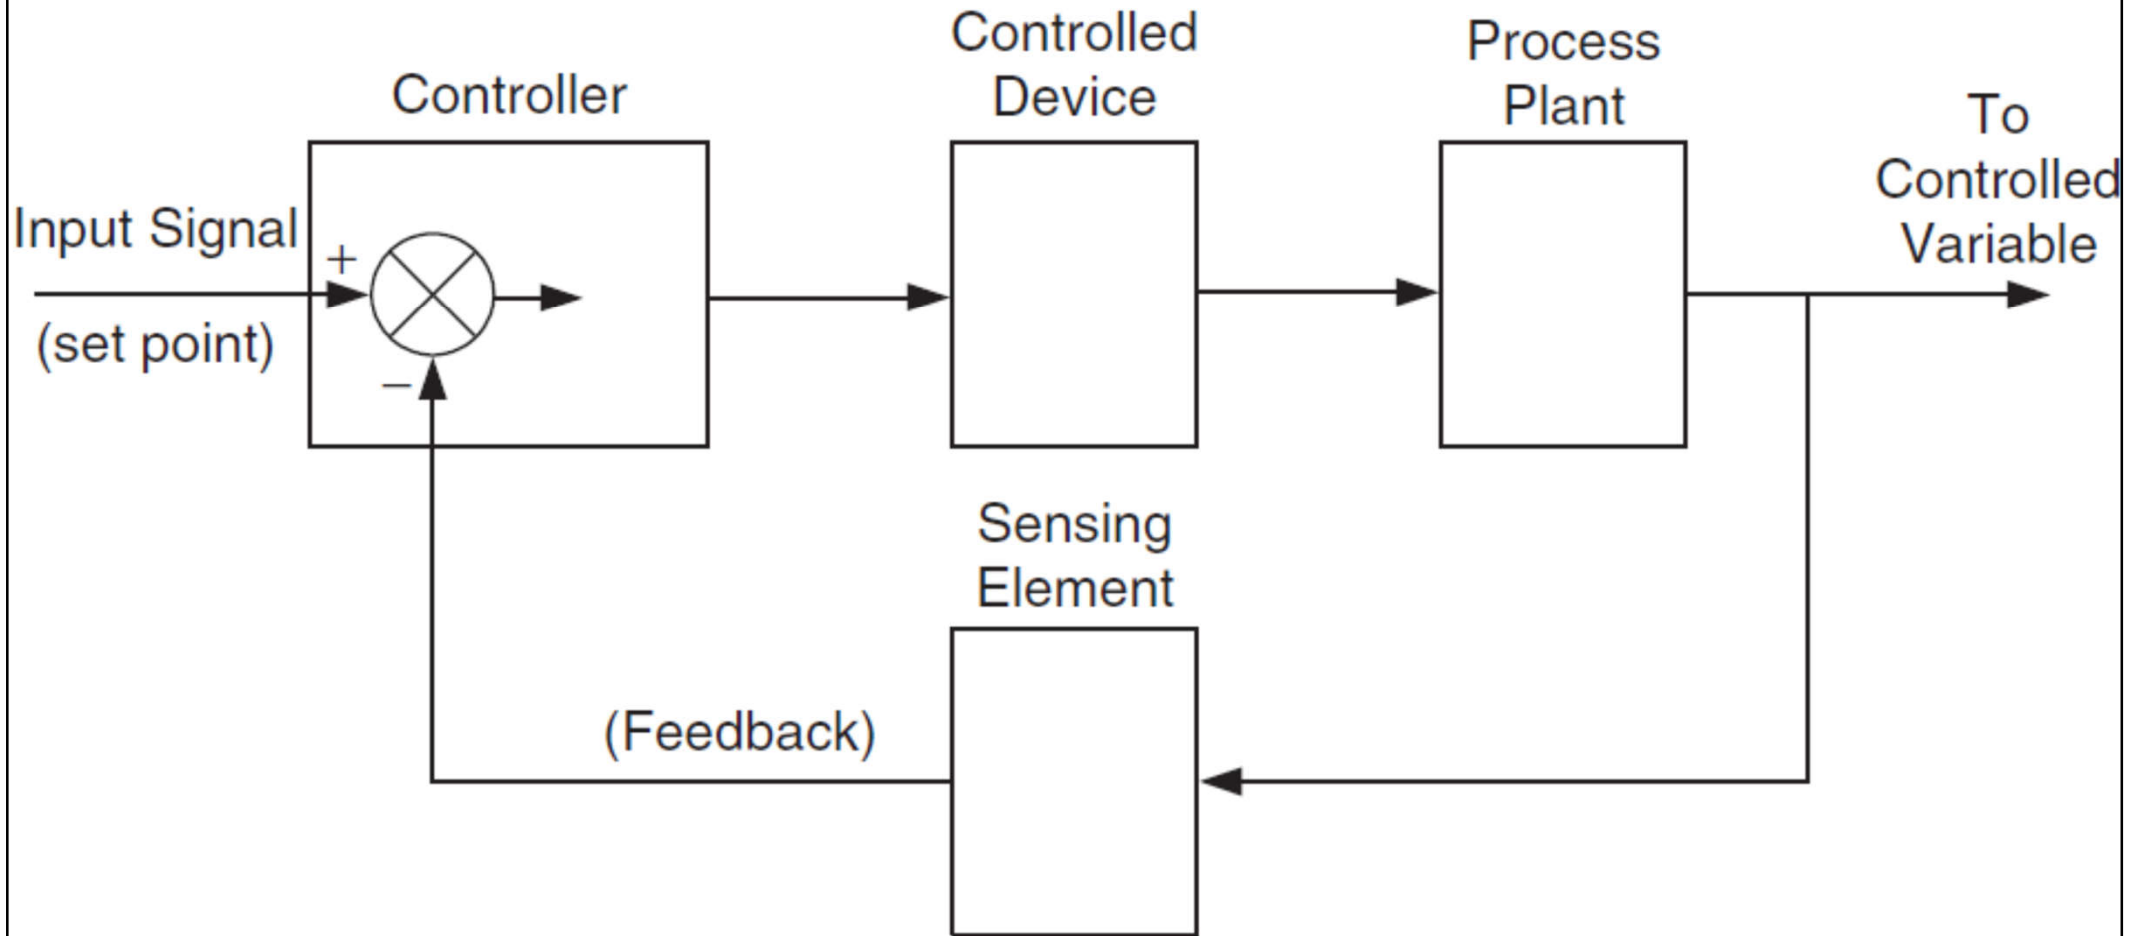 Controller
Controlled
Device
Process
Plant
To
Controlled
Variable
Input Signal
+
(set point)
−
Sensing
Element
(Feedback)